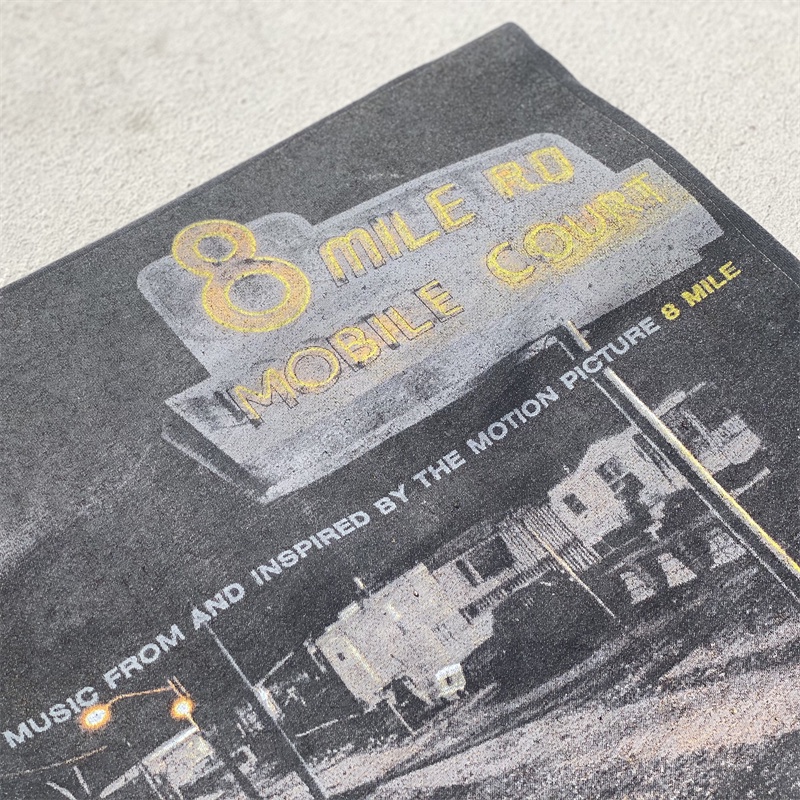 8 MILE RD
MOBILE COURT
MUSIC FROM AND INSPIRED BY THE MOTION PICTURE 8 MILE